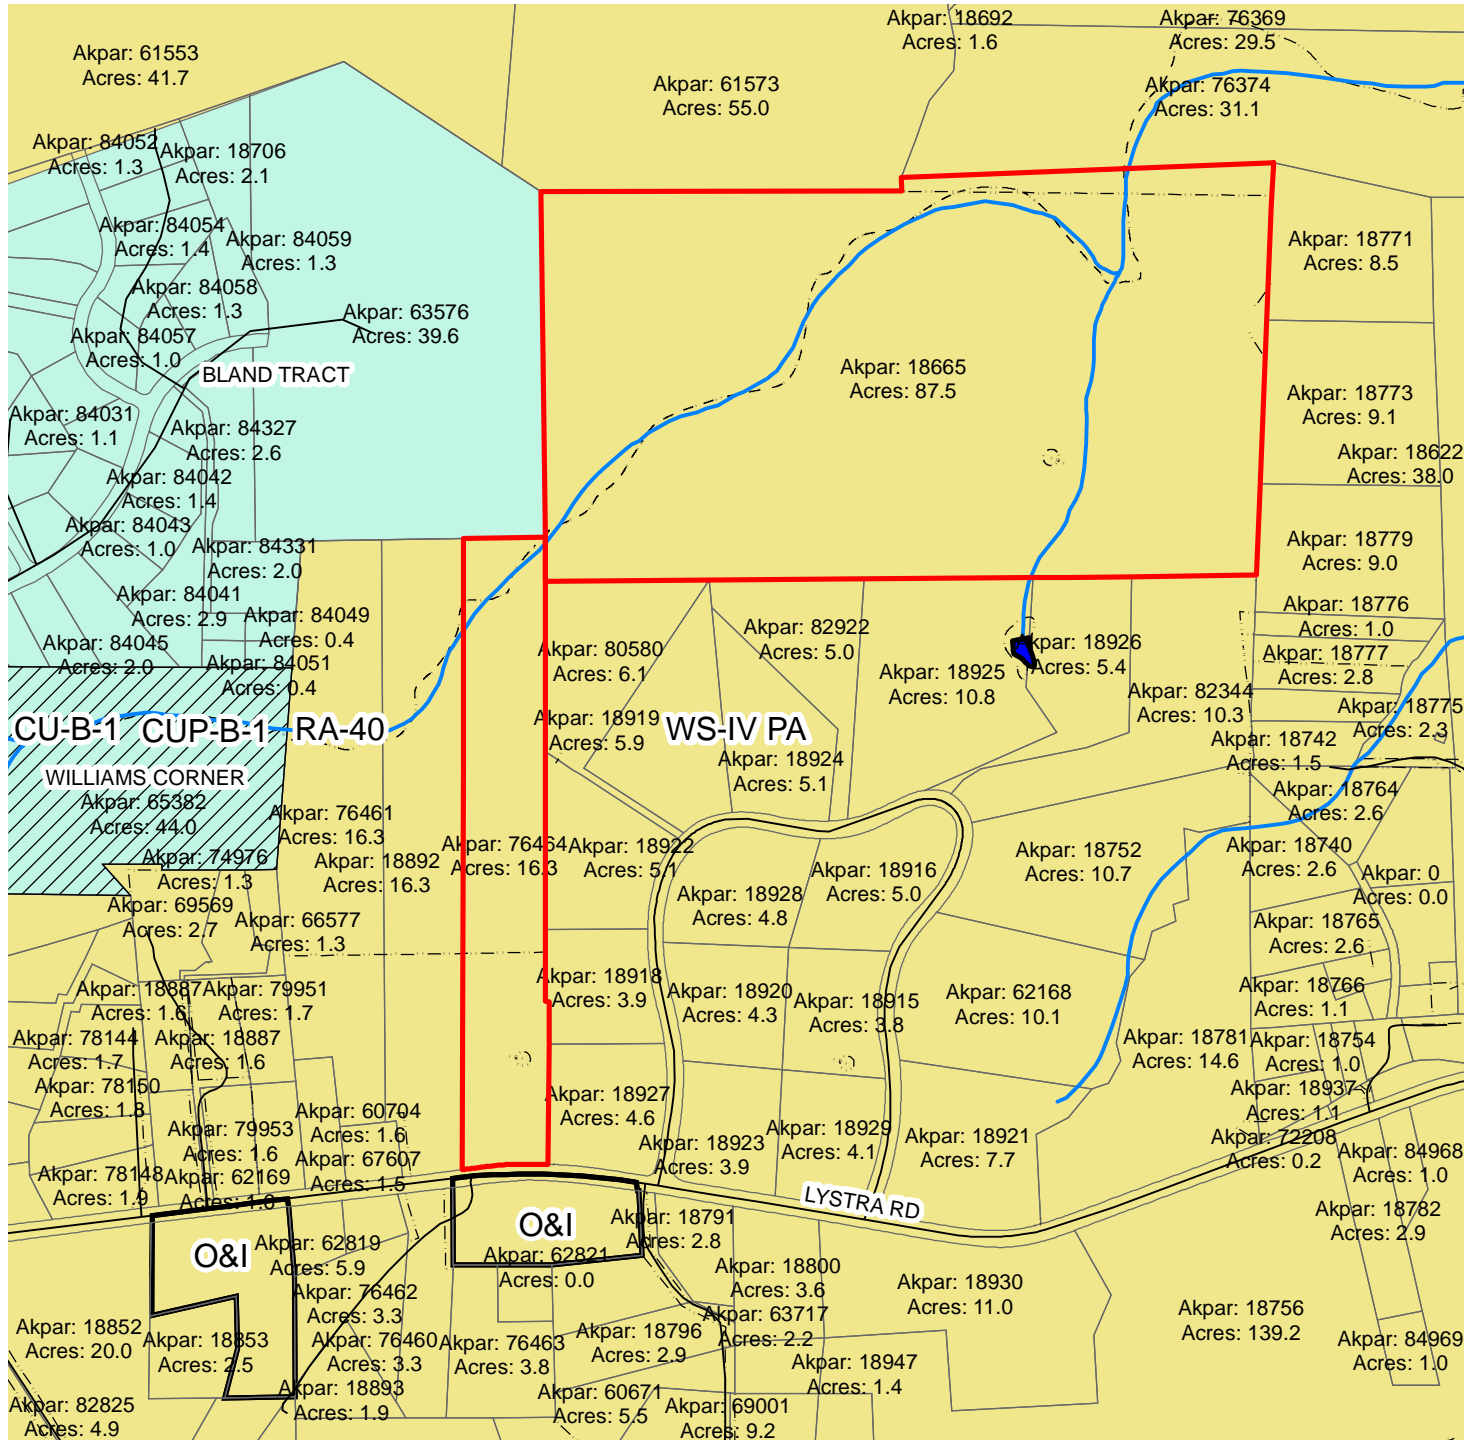 Akpar: 18692
Acres: 1.6
Akpar: 76369
Acres: 29.5
Akpar: 61553
Acres: 41.7
Akpar: 61573
Acres: 55.0
Akpar: 76374
Acres: 31.1
Akpar: 84052
Acres: 1.3
Akpar: 18706
Acres: 2.1
Akpar: 84054
Acres: 1.4
Akpar: 84059
Acres: 1.3
Akpar: 18771
Acres: 8.5
Akpar: 84058
Acres: 1.3
Akpar: 63576
Acres: 39.6
Akpar: 84057
Acres: 1.0
BLAND TRACT
Akpar: 18665
Acres: 87.5
Akpar: 18773
Acres: 9.1
Akpar: 84031
Acres: 1.1
Akpar: 84327
Acres: 2.6
Akpar: 18622
Acres: 38.0
Akpar: 84042
Acres: 1.4
Akpar: 84043
Acres: 1.0
Akpar: 84331
Acres: 2.0
Akpar: 18779
Acres: 9.0
Akpar: 84041
Acres: 2.9
Akpar: 84049
Acres: 0.4
Akpar: 18776
Acres: 1.0
Akpar: 84045
Acres: 2.0
Akpar: 84051
Acres: 0.4
Akpar: 80580
Acres: 6.1
Akpar: 82922
Acres: 5.0
Akpar: 18925
Acres: 10.8
Akpar: 18926
Acres: 5.4
Akpar: 18777
Acres: 2.8
Akpar: 82344
Acres: 10.3
Akpar: 18775
Acres: 2.3
CU-B-1
CUP-B-1
RA-40
Akpar: 18919
Acres: 5.9
WS-IV PA
Akpar: 18742
Acres: 1.5
WILLIAMS CORNER
Akpar: 18924
Acres: 5.1
Akpar: 65382
Acres: 44.0
Akpar: 76461
Acres: 16.3
Akpar: 18764
Acres: 2.6
Akpar: 74976
Acres: 1.3
Akpar: 18892
Acres: 16.3
Akpar: 76464
Acres: 16.3
Akpar: 18922
Acres: 5.1
Akpar: 18916
Acres: 5.0
Akpar: 18752
Acres: 10.7
Akpar: 18740
Acres: 2.6
Akpar: 0
Acres: 0.0
Akpar: 69569
Acres: 2.7
Akpar: 66577
Acres: 1.3
Akpar: 18928
Acres: 4.8
Akpar: 18765
Acres: 2.6
Akpar: 18887
Acres: 1.6
Akpar: 79951
Acres: 1.7
Akpar: 18918
Acres: 3.9
Akpar: 18920
Acres: 4.3
Akpar: 18915
Acres: 3.8
Akpar: 62168
Acres: 10.1
Akpar: 18766
Acres: 1.1
Akpar: 78144
Acres: 1.7
Akpar: 18887
Acres: 1.6
Akpar: 18781
Acres: 14.6
Akpar: 18754
Acres: 1.0
Akpar: 78150
Acres: 1.8
Akpar: 60704
Acres: 1.6
Akpar: 18927
Acres: 4.6
Akpar: 18937
Acres: 1.1
Akpar: 79953
Acres: 1.6
Akpar: 67607
Acres: 1.5
Akpar: 18923
Acres: 3.9
Akpar: 18929
Acres: 4.1
Akpar: 18921
Acres: 7.7
Akpar: 72208
Acres: 0.2
Akpar: 84968
Acres: 1.0
Akpar: 78148
Acres: 1.9
Akpar: 62169
Acres: 1.0
LYSTRA RD
Akpar: 18782
Acres: 2.9
O&I
O&I
Akpar: 18791
Acres: 2.8
Akpar: 62819
Acres: 5.9
Akpar: 62821
Acres: 0.0
Akpar: 18800
Acres: 3.6
Akpar: 18930
Acres: 11.0
Akpar: 76462
Acres: 3.3
Akpar: 63717
Acres: 2.2
Akpar: 18756
Acres: 139.2
Akpar: 18852
Acres: 20.0
Akpar: 18853
Acres: 2.5
Akpar: 76460
Acres: 3.3
Akpar: 76463
Acres: 3.8
Akpar: 18796
Acres: 2.9
Akpar: 84969
Acres: 1.0
Akpar: 18947
Acres: 1.4
Akpar: 18893
Acres: 1.9
Akpar: 60671
Acres: 5.5
Akpar: 82825
Acres: 4.9
Akpar: 69001
Acres: 9.2